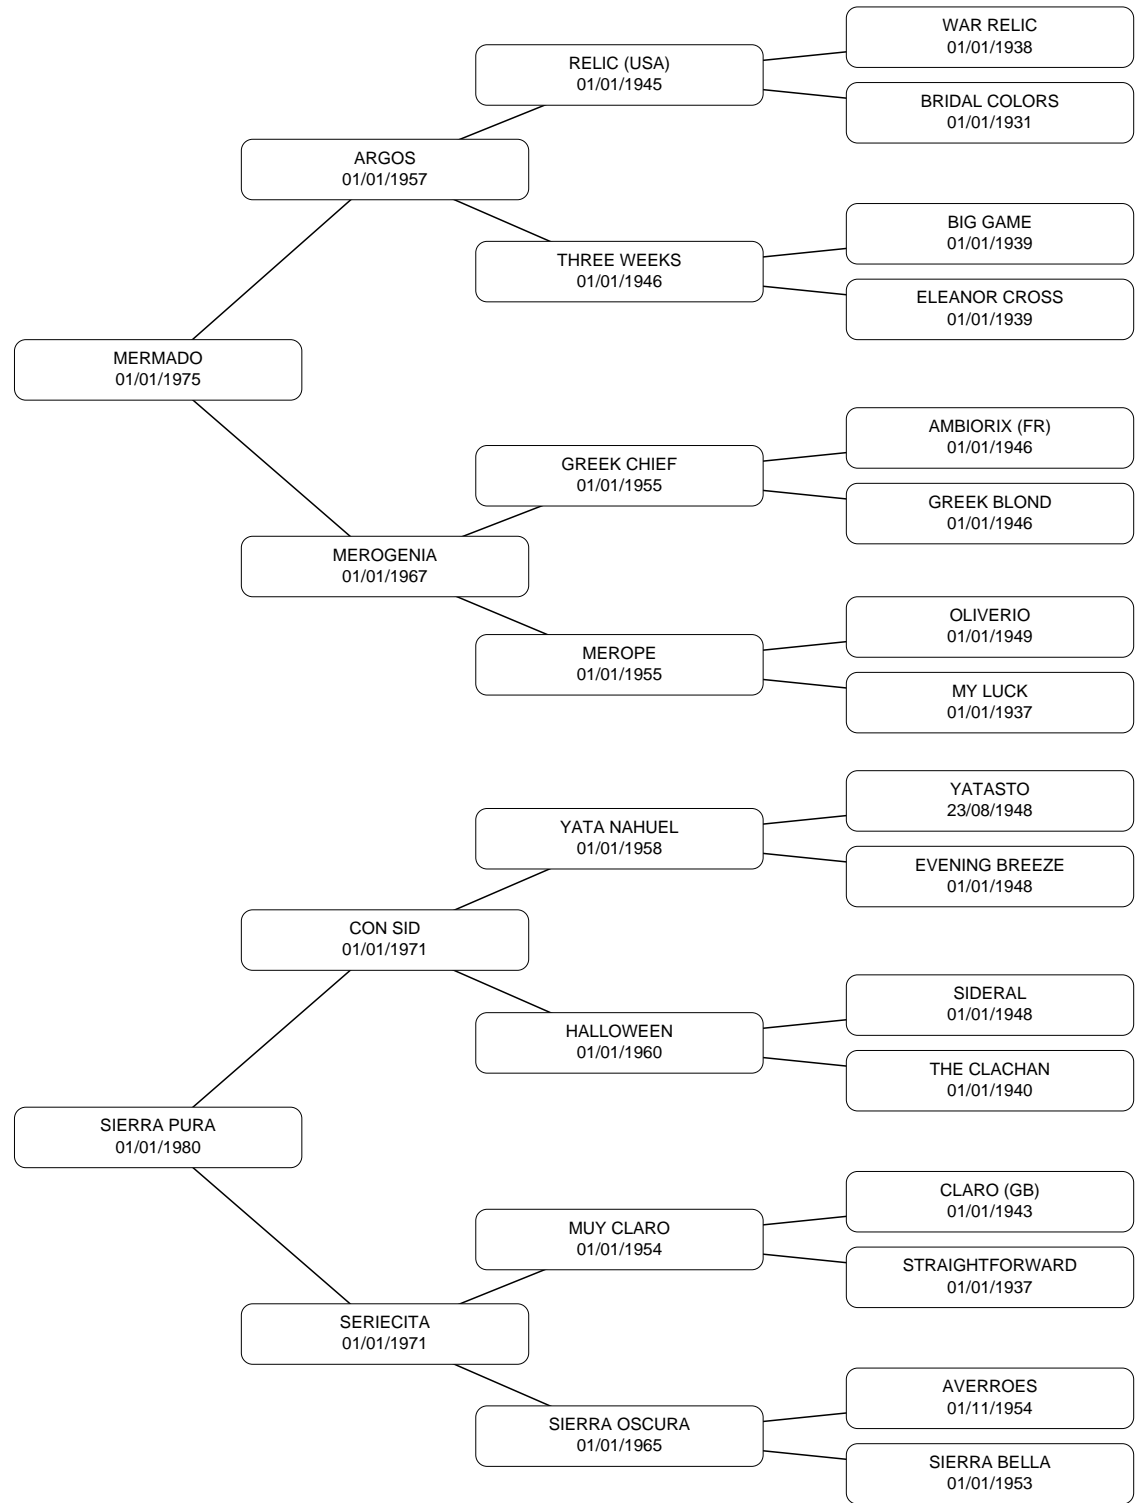 WAR RELIC
01/01/1938
RELIC (USA)
01/01/1945
BRIDAL COLORS
01/01/1931
ARGOS
01/01/1957
BIG GAME
01/01/1939
THREE WEEKS
01/01/1946
ELEANOR CROSS
01/01/1939
MERMADO
01/01/1975
AMBIORIX (FR)
01/01/1946
GREEK CHIEF
01/01/1955
GREEK BLOND
01/01/1946
MEROGENIA
01/01/1967
OLIVERIO
01/01/1949
MEROPE
01/01/1955
MY LUCK
01/01/1937
YATASTO
23/08/1948
YATA NAHUEL
01/01/1958
EVENING BREEZE
01/01/1948
CON SID
01/01/1971
SIDERAL
01/01/1948
HALLOWEEN
01/01/1960
THE CLACHAN
01/01/1940
SIERRA PURA
01/01/1980
CLARO (GB)
01/01/1943
MUY CLARO
01/01/1954
STRAIGHTFORWARD
01/01/1937
SERIECITA
01/01/1971
AVERROES
01/11/1954
SIERRA OSCURA
01/01/1965
SIERRA BELLA
01/01/1953